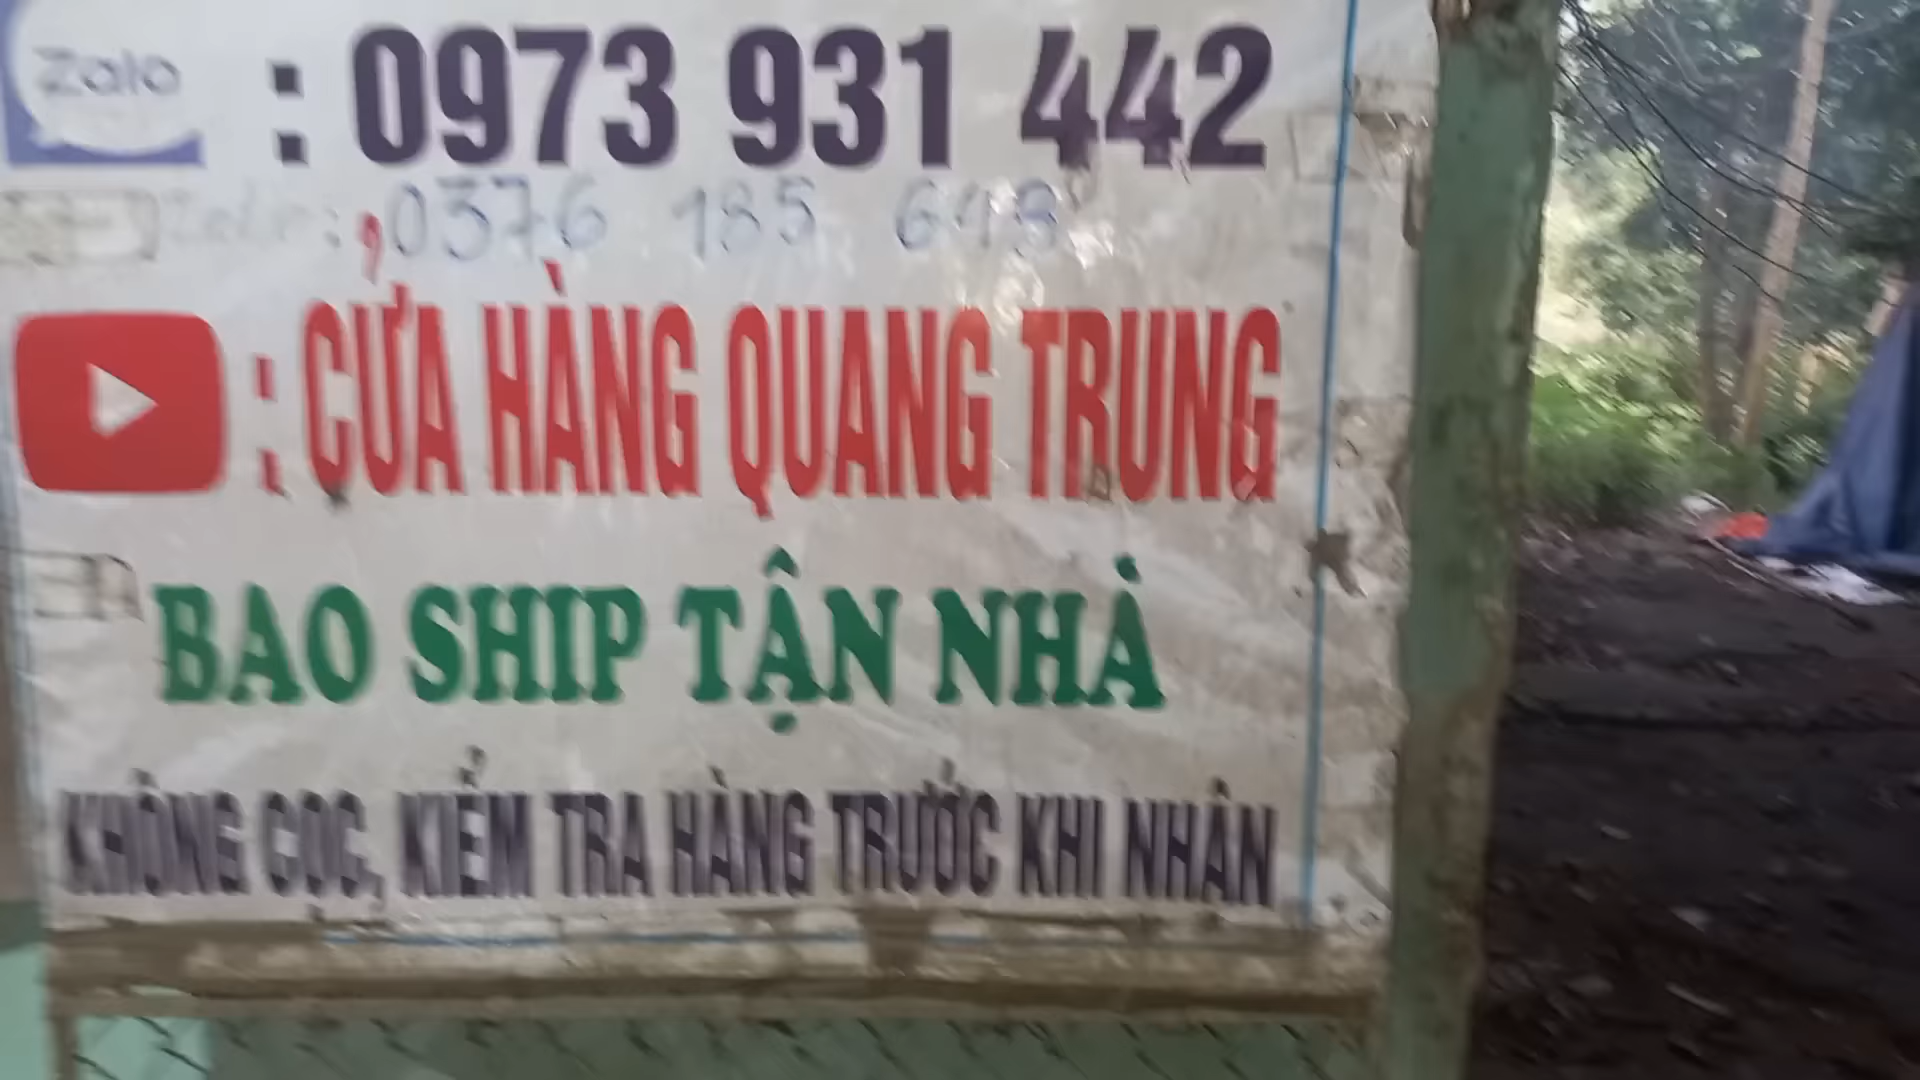 Zalo : 0973 931 442
Zalo : 0376 185 648
: CỬA HÀNG QUANG TRUNG
BAO SHIP TẬN NHÀ
KHÔNG CỌC, KIỂM TRA HÀNG TRƯỚC KHI NHẬN